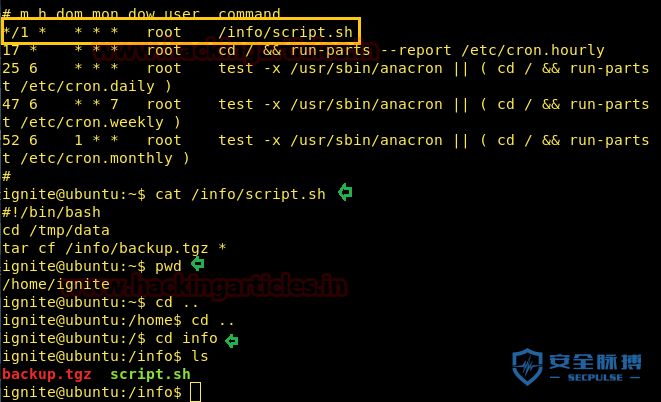 # m h dom mon dow user  command
*/1 *   * * *   root    /info/script.sh
17 *    * * *   root    cd / && run-parts --report /etc/cron.hourly
25 6    * * *   root    test -x /usr/sbin/anacron || ( cd / && run-parts
t /etc/cron.daily )
47 6    * * 7   root    test -x /usr/sbin/anacron || ( cd / && run-parts
t /etc/cron.weekly )
52 6    1 * *   root    test -x /usr/sbin/anacron || ( cd / && run-parts
t /etc/cron.monthly )
#
ignite@ubuntu:~$ cat /info/script.sh
#!/bin/bash
cd /tmp/data
tar cf /info/backup.tgz *
ignite@ubuntu:~$ pwd
/home/ignite
www.hackingarticles.in
ignite@ubuntu:~$ cd ..
ignite@ubuntu:/home$ cd ..
ignite@ubuntu:/$ cd info
ignite@ubuntu:/info$ ls
backup.tgz  script.sh
ignite@ubuntu:/info$
安全脉搏
SECPULSE